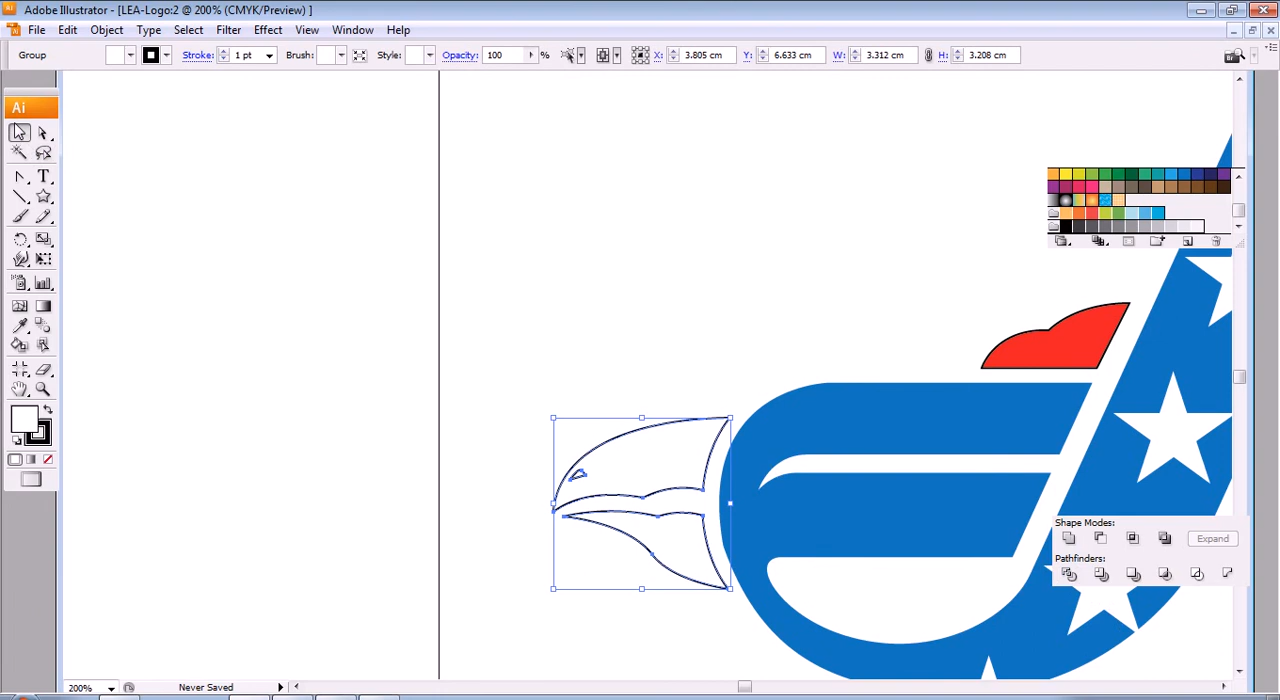 Adobe Illustrator - [LEA-Logo:2 @ 200% (CMYK/Preview) ]
File Edit Object Type Select Filter Effect View Window Help
Group Stroke: 1 pt Brush: Style: Opacity: 100 % X: 3.805 cm Y: 6.633 cm W: 3.312 cm H: 3.208 cm
Ai
Shape Modes:
Expand
Pathfinders:
200% Never Saved